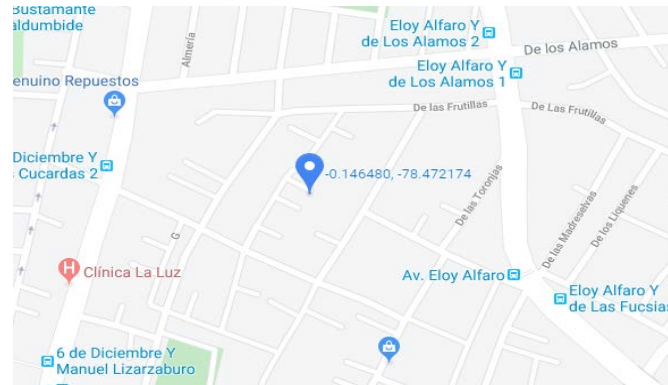 Bustamante
aldumbide
Almería
Eloy Alfaro Y
de Los Alamos 2
De los Alamos
Eloy Alfaro Y
de Los Alamos 1
enuino Repuestos
De las Frutillas
De Las Frutillas
Diciembre Y
Cucardas 2
-0.146480, -78.472174
De las Toronjas
De las Madreselvas
De los Liquenes
G
Clínica La Luz
H
Av. Eloy Alfaro
Eloy Alfaro Y
de Las Fucsias
6 de Diciembre Y
Manuel Lizarzaburo